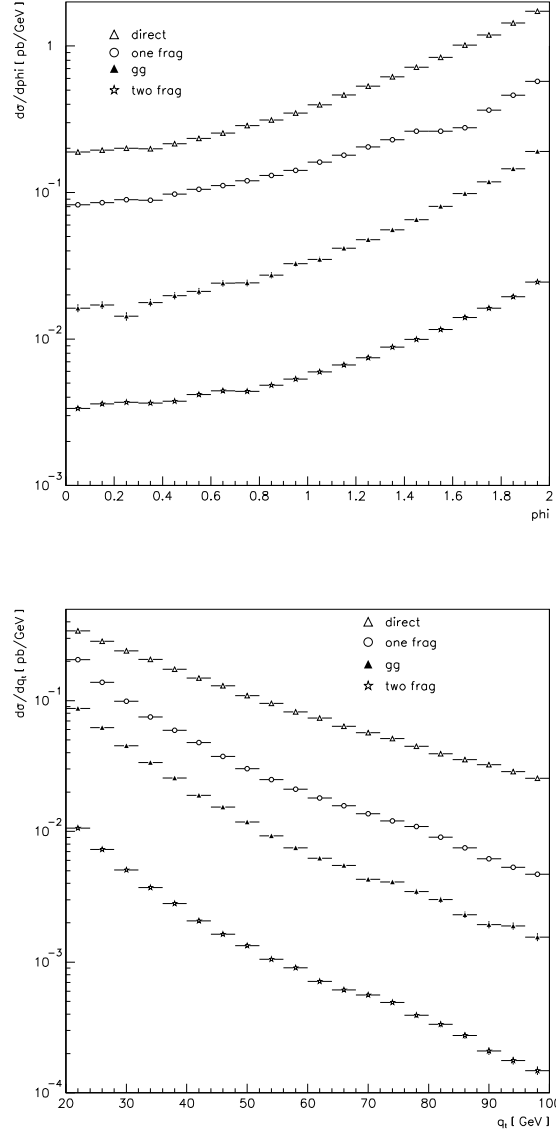 dσ/dphi [ pb/GeV ]
1
10⁻¹
10⁻²
10⁻³
direct
one frag
gg
two frag
0 0.2 0.4 0.6 0.8 1 1.2 1.4 1.6 1.8 2
phi
dσ/dqₜ [ pb/GeV ]
10⁻¹
10⁻²
10⁻³
10⁻⁴
direct
one frag
gg
two frag
20 30 40 50 60 70 80 90 100
qₜ [ GeV ]